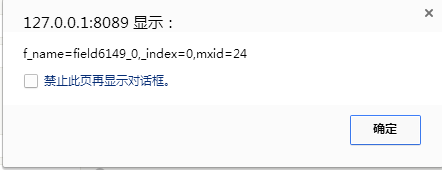 127.0.0.1:8089 显示：
f_name=field6149_0,_index=0,mxid=24
禁止此页再显示对话框。
确定